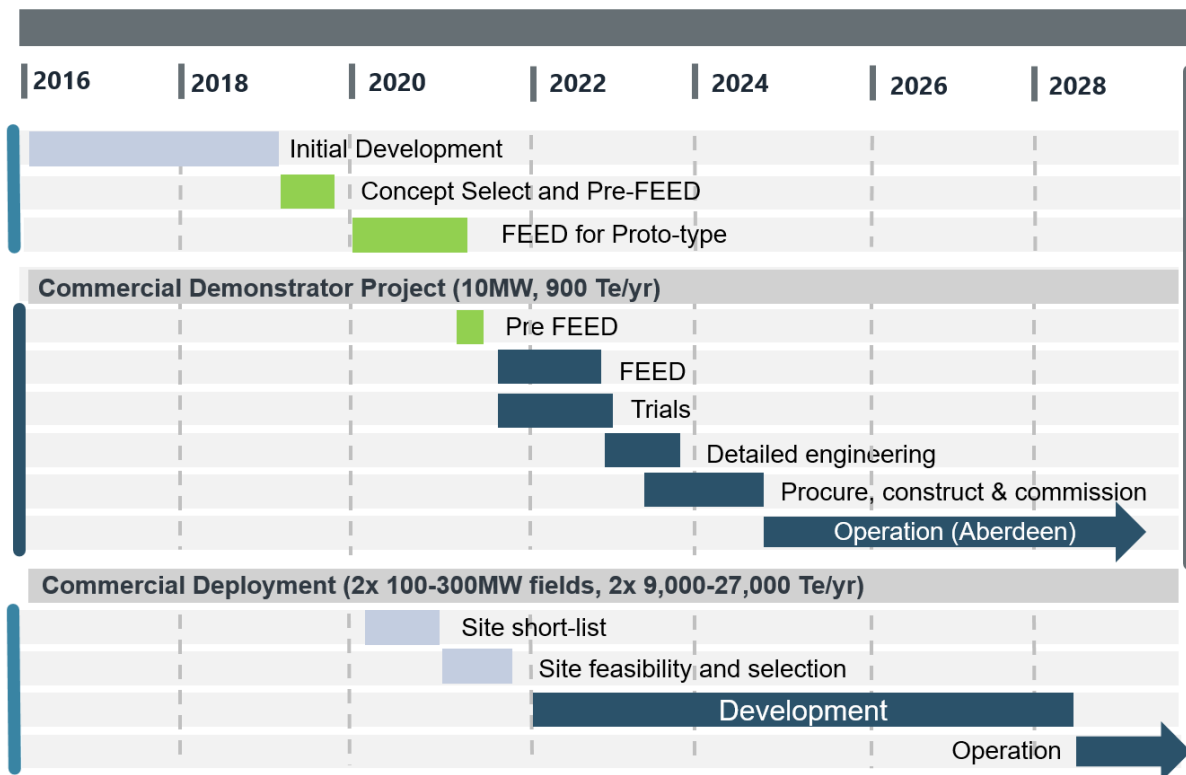 2016 2018 2020 2022 2024 2026 2028
Initial Development
Concept Select and Pre-FEED
FEED for Proto-type
Commercial Demonstrator Project (10MW, 900 Te/yr)
Pre FEED
FEED
Trials
Detailed engineering
Procure, construct & commission
Operation (Aberdeen)
Commercial Deployment (2x 100-300MW fields, 2x 9,000-27,000 Te/yr)
Site short-list
Site feasibility and selection
Development
Operation